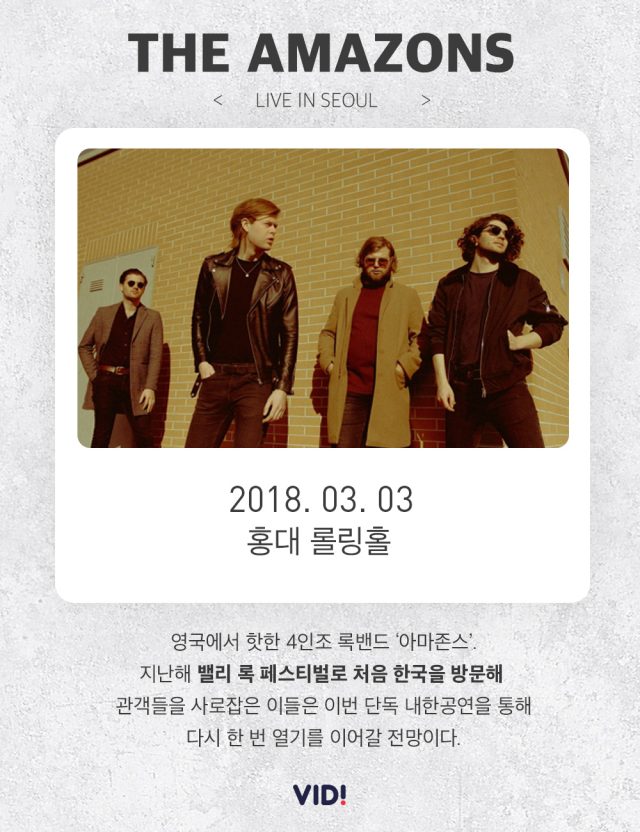 THE AMAZONS
< LIVE IN SEOUL >
2018. 03. 03
홍대 롤링홀
영국에서 핫한 4인조 록밴드 ‘아마존스’.
지난해 밸리 록 페스티벌로 처음 한국을 방문해
관객들을 사로잡은 이들은 이번 단독 내한공연을 통해
다시 한 번 열기를 이어갈 전망이다.
VID!